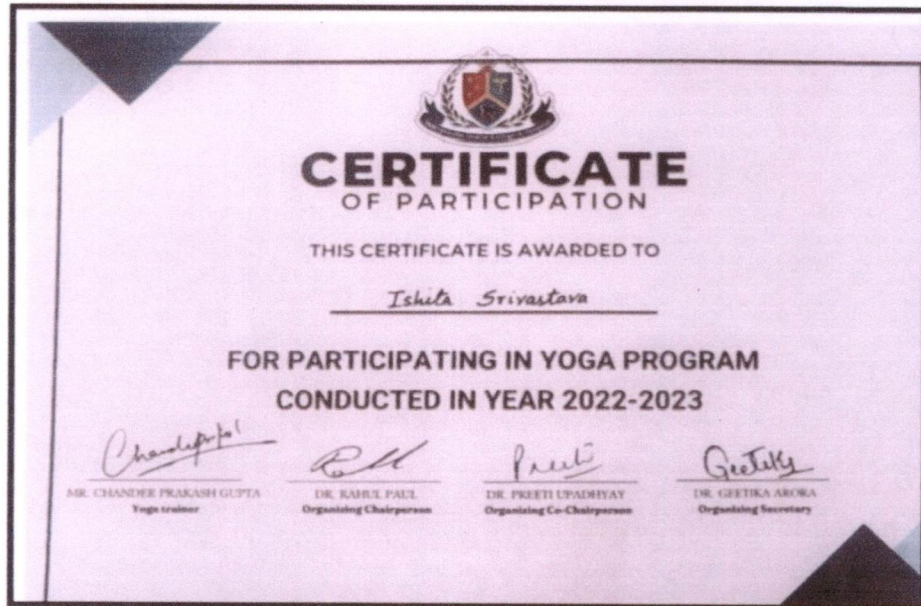 CERTIFICATE
OF PARTICIPATION
THIS CERTIFICATE IS AWARDED TO
Ishita Srivastava
FOR PARTICIPATING IN YOGA PROGRAM
CONDUCTED IN YEAR 2022-2023
MR. CHANDER PRAKASH GUPTA
Yoga trainer
DR. RAHUL PAUL
Organizing Chairperson
Preeti
DR. PREETI UPADHYAY
Organizing Co-Chairperson
Geetika
DR. GEETIKA ARORA
Organizing Secretary